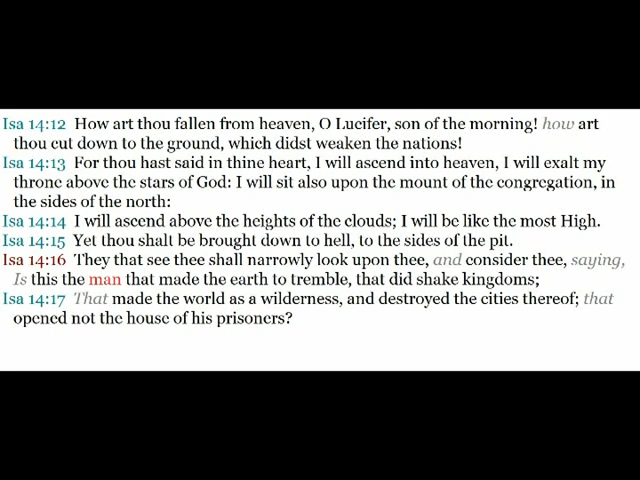 Isa 14:12 How art thou fallen from heaven, O Lucifer, son of the morning! how art
thou cut down to the ground, which didst weaken the nations!
Isa 14:13 For thou hast said in thine heart, I will ascend into heaven, I will exalt my
throne above the stars of God: I will sit also upon the mount of the congregation, in
the sides of the north:
Isa 14:14 I will ascend above the heights of the clouds; I will be like the most High.
Isa 14:15 Yet thou shalt be brought down to hell, to the sides of the pit.
Isa 14:16 They that see thee shall narrowly look upon thee, and consider thee, saying,
Is this the man that made the earth to tremble, that did shake kingdoms;
Isa 14:17 That made the world as a wilderness, and destroyed the cities thereof; that
opened not the house of his prisoners?